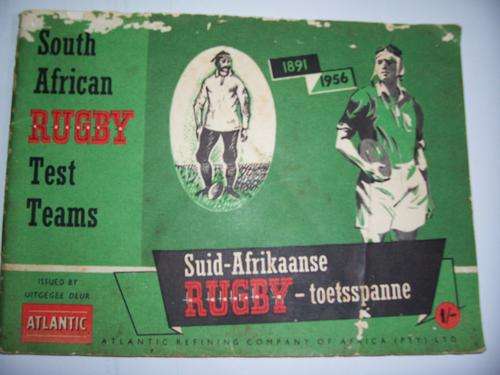 South
African
RUGBY
Test
Teams
1891
1956
Suid-Afrikaanse
RUGBY-toetsspanne
ISSUED BY
UITGEGEE DEUR
ATLANTIC
1/-
ATLANTIC REFINING COMPANY OF AFRICA (PTY) LTD